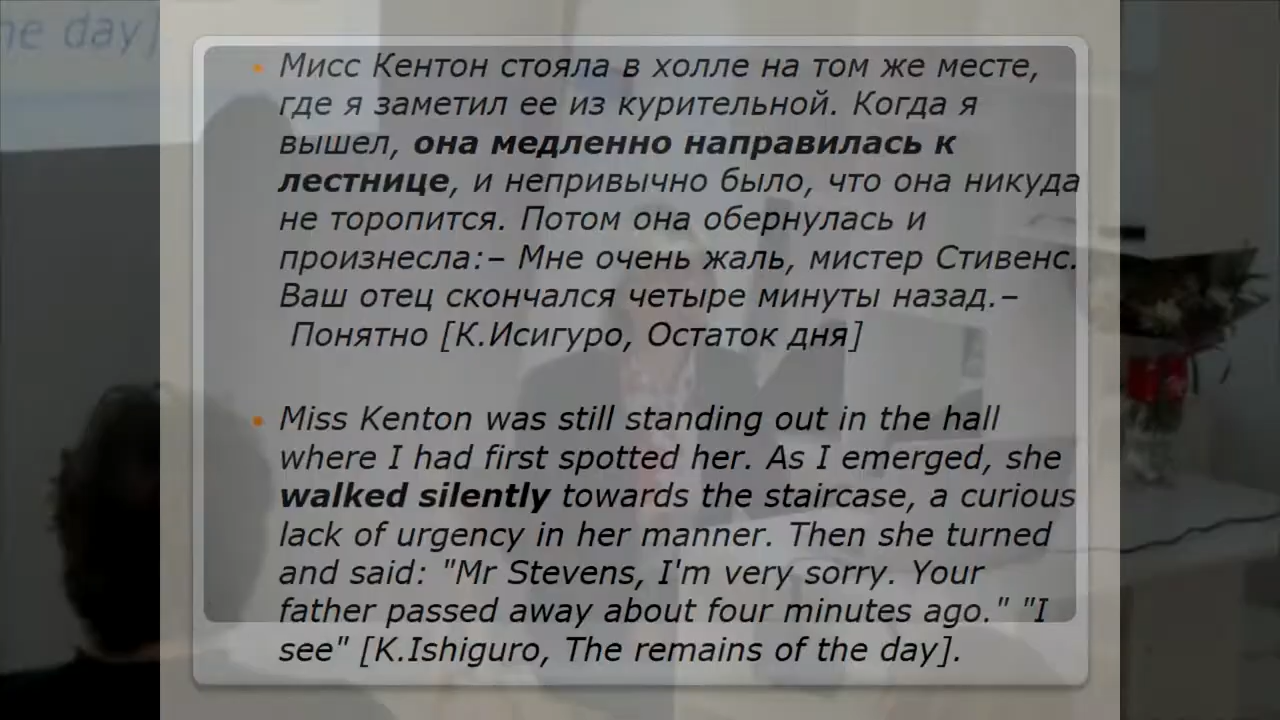 he day]
Мисс Кентон стояла в холле на том же месте,
где я заметил ее из курительной. Когда я
вышел, она медленно направилась к
лестнице, и непривычно было, что она никуда
не торопится. Потом она обернулась и
произнесла:– Мне очень жаль, мистер Стивенс.
Ваш отец скончался четыре минуты назад.–
Понятно [К.Исигуро, Остаток дня]
Miss Kenton was still standing out in the hall
where I had first spotted her. As I emerged, she
walked silently towards the staircase, a curious
lack of urgency in her manner. Then she turned
and said: "Mr Stevens, I'm very sorry. Your
father passed away about four minutes ago." "I
see" [K.Ishiguro, The remains of the day].